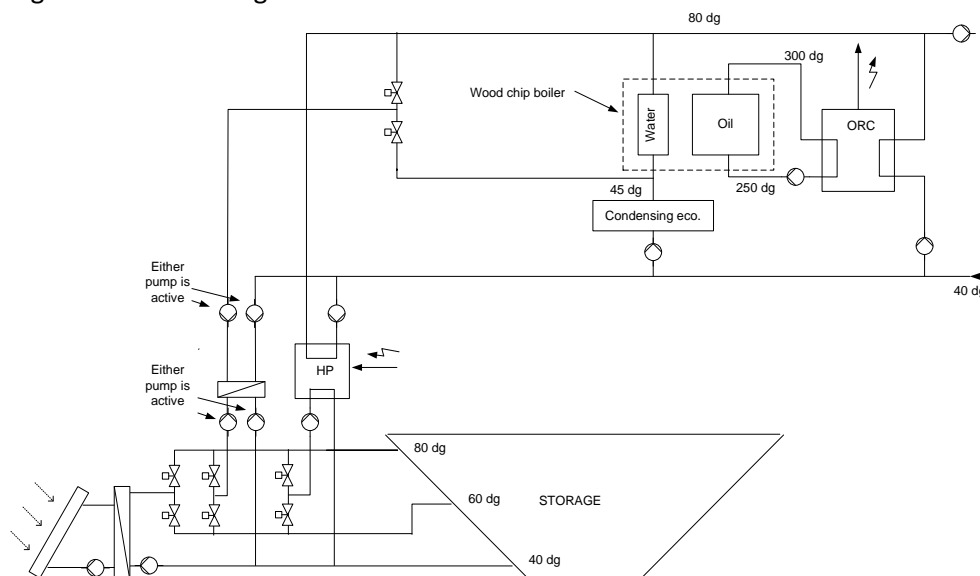 80 dg
300 dg
Wood chip boiler
Water
Oil
ORC
45 dg
250 dg
Condensing eco.
Either
pump is
active
40 dg
Either
pump is
active
HP
80 dg
60 dg
STORAGE
40 dg